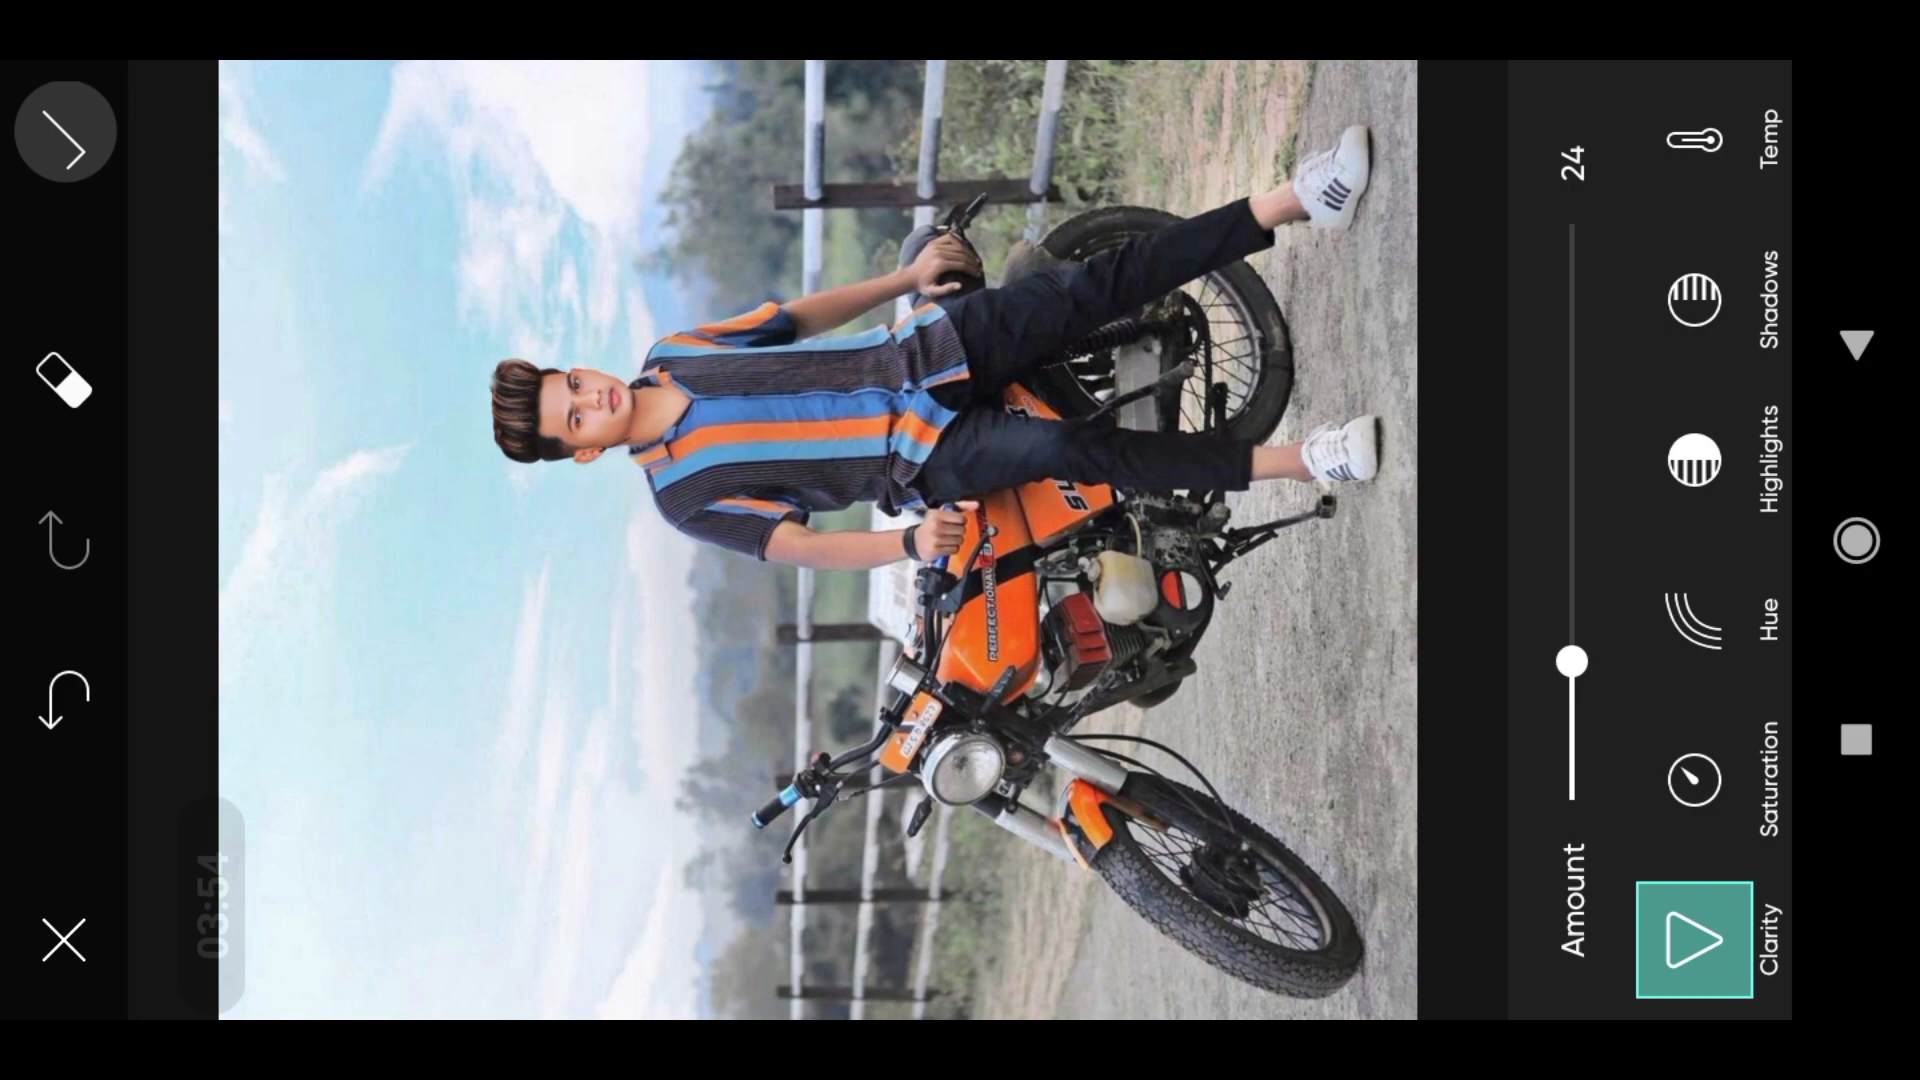 03:54
PERFECTIONAL
Amount
24
Clarity
Saturation
Hue
Highlights
Shadows
Temp